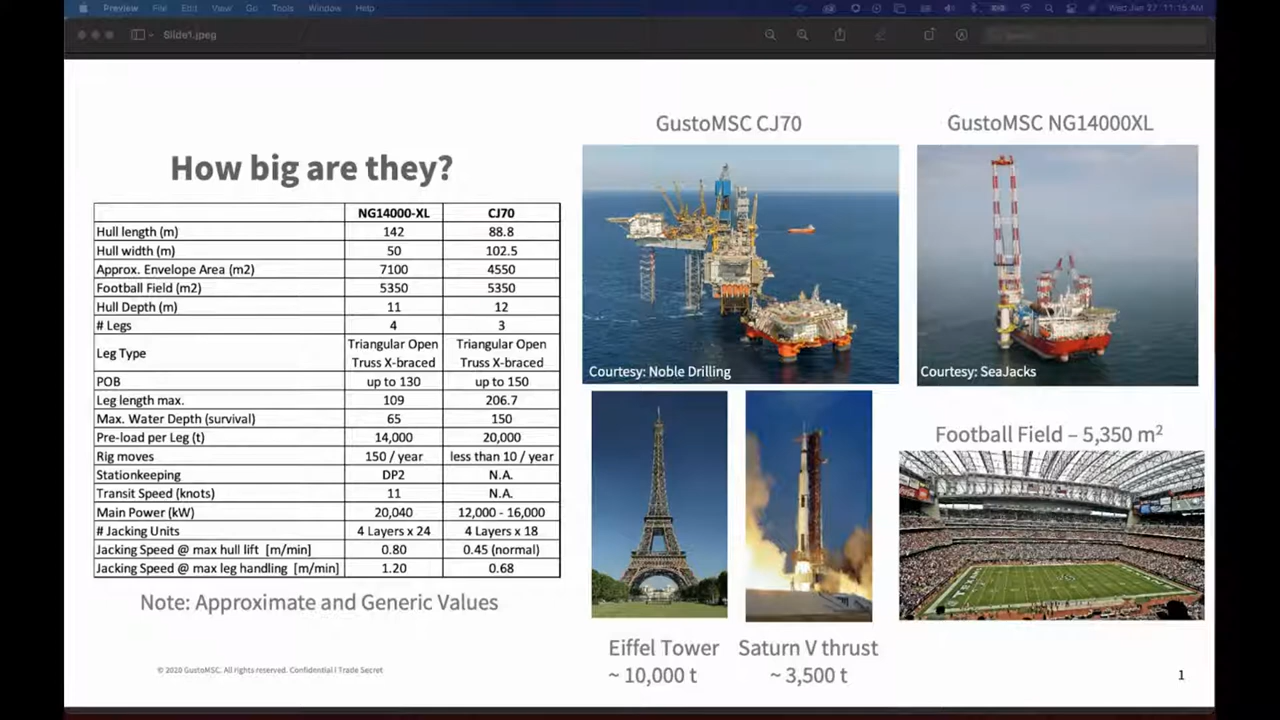 Preview File Edit View Go Tools Window Help Wed Jan 27 11:15 AM
Slide1.jpeg
How big are they?
NG14000-XL CJ70
Hull length (m) 142 88.8
Hull width (m) 50 102.5
Approx. Envelope Area (m2) 7100 4550
Football Field (m2) 5350 5350
Hull Depth (m) 11 12
# Legs 4 3
Leg Type Triangular Open Truss X-braced Triangular Open Truss X-braced
POB up to 130 up to 150
Leg length max. 109 206.7
Max. Water Depth (survival) 65 150
Pre-load per Leg (t) 14,000 20,000
Rig moves 150 / year less than 10 / year
Stationkeeping DP2 N.A.
Transit Speed (knots) 11 N.A.
Main Power (kW) 20,040 12,000 - 16,000
# Jacking Units 4 Layers x 24 4 Layers x 18
Jacking Speed @ max hull lift [m/min] 0.80 0.45 (normal)
Jacking Speed @ max leg handling [m/min] 1.20 0.68
Note: Approximate and Generic Values
© 2020 GustoMSC. All rights reserved. Confidential I Trade Secret
GustoMSC CJ70
Courtesy: Noble Drilling
GustoMSC NG14000XL
Courtesy: SeaJacks
Eiffel Tower
~ 10,000 t
Saturn V thrust
~ 3,500 t
Football Field – 5,350 m²
1